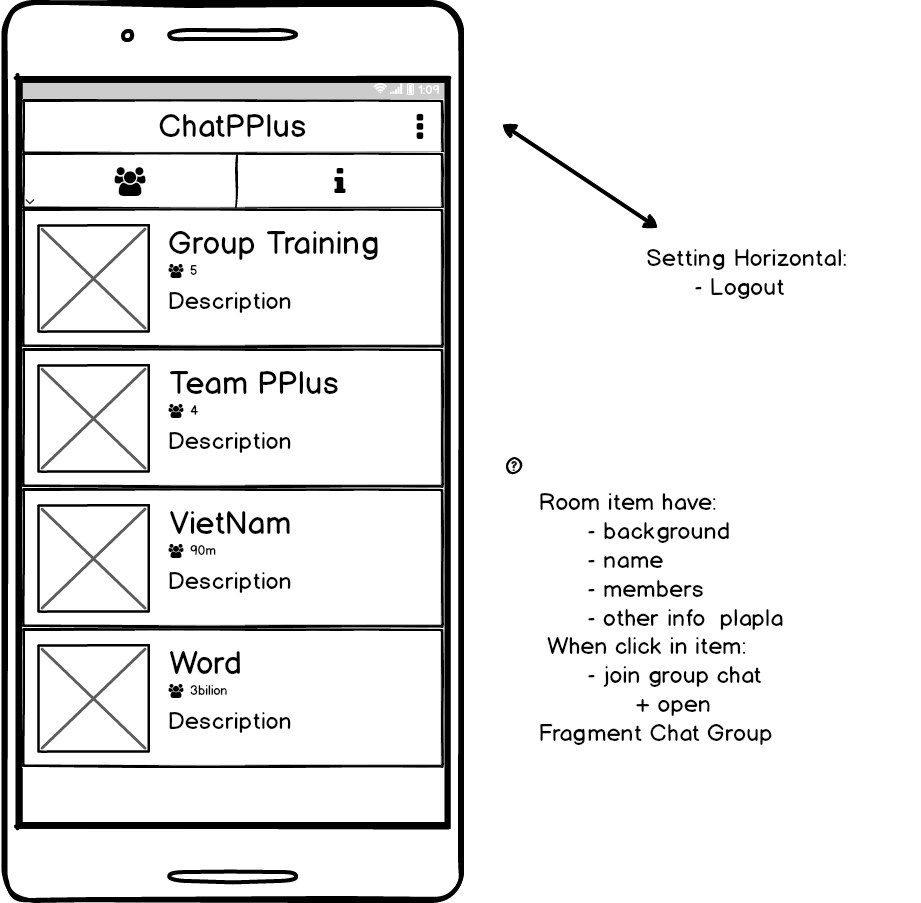 1:09
ChatPPlus
Group Training
5
Description
Team PPlus
4
Description
VietNam
90m
Description
Word
3bilion
Description
Setting Horizontal:
- Logout
?
Room item have:
- background
- name
- members
- other info plapla
When click in item:
- join group chat
+ open
Fragment Chat Group